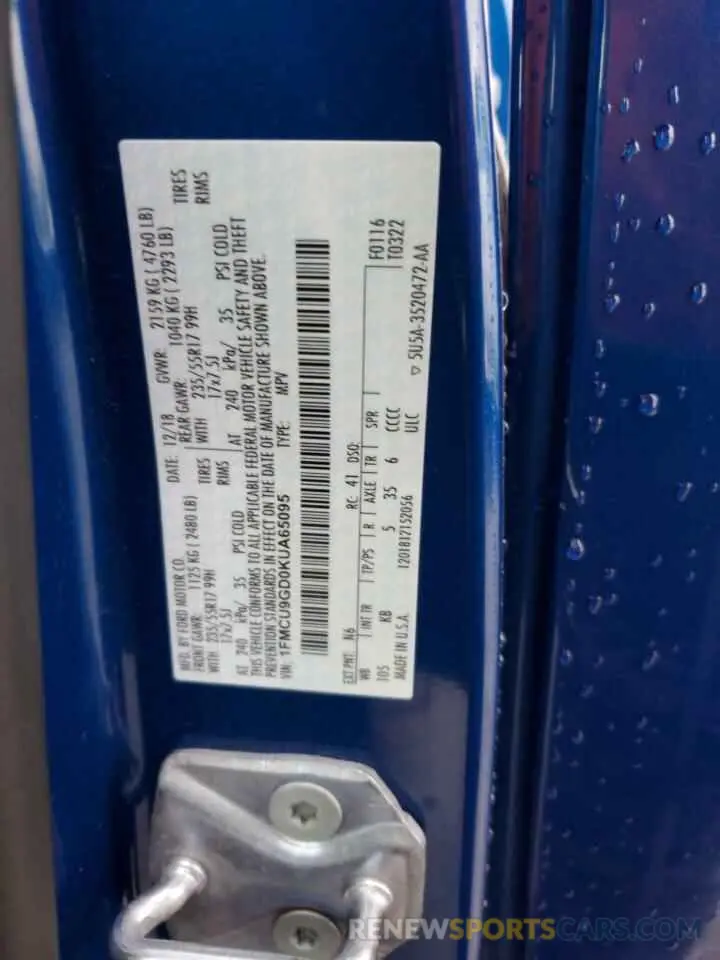 MFD. BY FORD MOTOR CO.
DATE: 12/18 GVWR: 2159 KG ( 4760 LB)
FRONT GAWR: 1125 KG ( 2480 LB) REAR GAWR: 1040 KG ( 2293 LB)
WITH 235/55R17 99H TIRES WITH 235/55R17 99H TIRES
17x7.5J RIMS 17x7.5J RIMS
AT 240 kPa/ 35 PSI COLD AT 240 kPa/ 35 PSI COLD
THIS VEHICLE CONFORMS TO ALL APPLICABLE FEDERAL MOTOR VEHICLE SAFETY AND THEFT
PREVENTION STANDARDS IN EFFECT ON THE DATE OF MANUFACTURE SHOWN ABOVE.
VIN: 1FMCU9GD0KUA65095 TYPE: MPV
EXT PNT: N6 RC: 41 DSO: F0116
WB INT TR TP/PS R AXLE TR SPR T0322
105 KB 5 35 6 CCCC
MADE IN U.S.A. 1201812152056 ULC
▽ 5U5A-3520472-AA
RENEWSPORTSCARS.COM